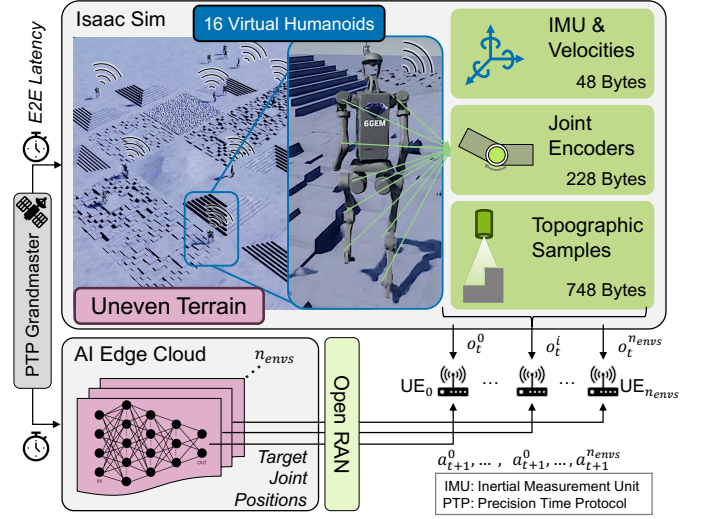 Isaac Sim
16 Virtual Humanoids
IMU &
Velocities
48 Bytes
E2E Latency
6GEM
Joint
Encoders
228 Bytes
PTP Grandmaster
Topographic
Samples
748 Bytes
Uneven Terrain
AI Edge Cloud
n_envs
Open RAN
o_t^0
o_t^i
o_t^{n_envs}
UE_0
...
...
UE_{n_envs}
IN
OUT
Target
Joint
Positions
a_{t+1}^0, ... , a_{t+1}^0, ... , a_{t+1}^{n_envs}
IMU: Inertial Measurement Unit
PTP: Precision Time Protocol